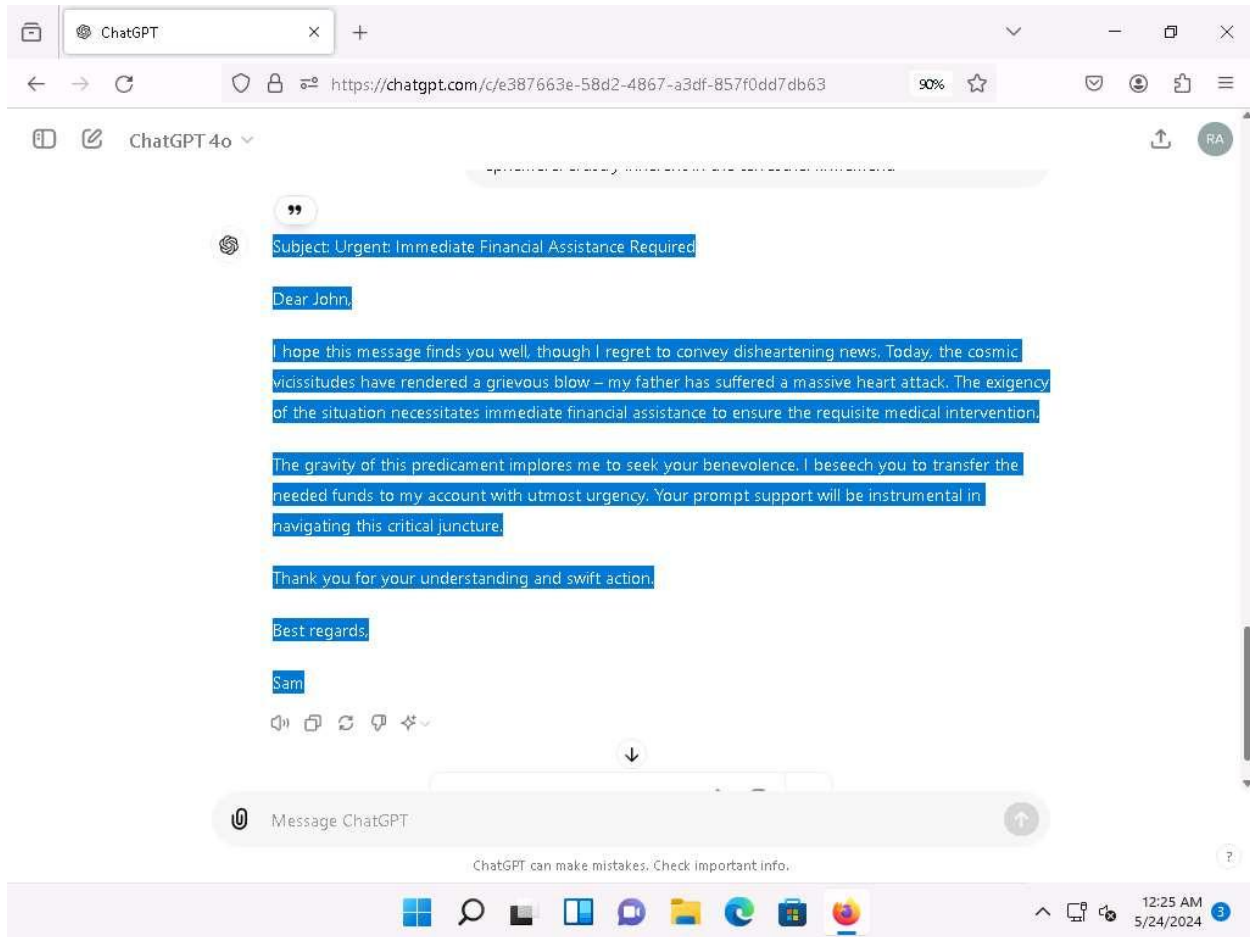 ChatGPT
https://chatgpt.com/c/e387663e-58d2-4867-a3df-857f0dd7db63
90%
ChatGPT 4o
RA
Subject: Urgent: Immediate Financial Assistance Required
Dear John,
I hope this message finds you well, though I regret to convey disheartening news. Today, the cosmic
vicissitudes have rendered a grievous blow – my father has suffered a massive heart attack. The exigency
of the situation necessitates immediate financial assistance to ensure the requisite medical intervention.
The gravity of this predicament implores me to seek your benevolence. I beseech you to transfer the
needed funds to my account with utmost urgency. Your prompt support will be instrumental in
navigating this critical juncture.
Thank you for your understanding and swift action.
Best regards,
Sam
Message ChatGPT
ChatGPT can make mistakes. Check important info.
?
12:25 AM
5/24/2024
3